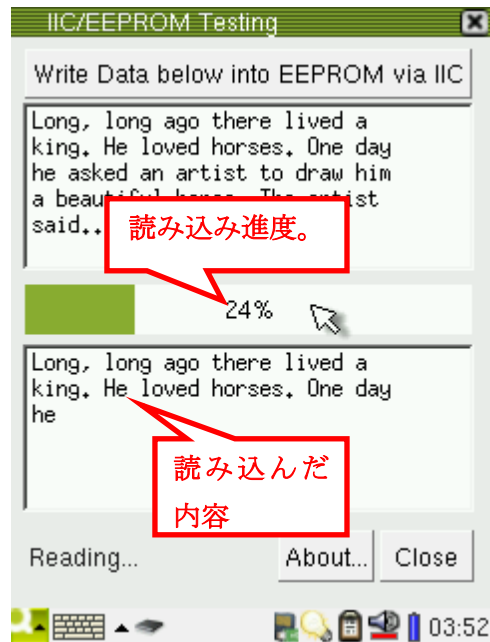 IIC/EEPROM Testing
Write Data below into EEPROM via IIC
Long, long ago there lived a
king. He loved horses. One day
he asked an artist to draw him
a
said..
読み込み進度。
24%
Long, long ago there lived a
king. He loved horses. One day
he
読み込んだ
内容
Reading...
About...
Close
03:52